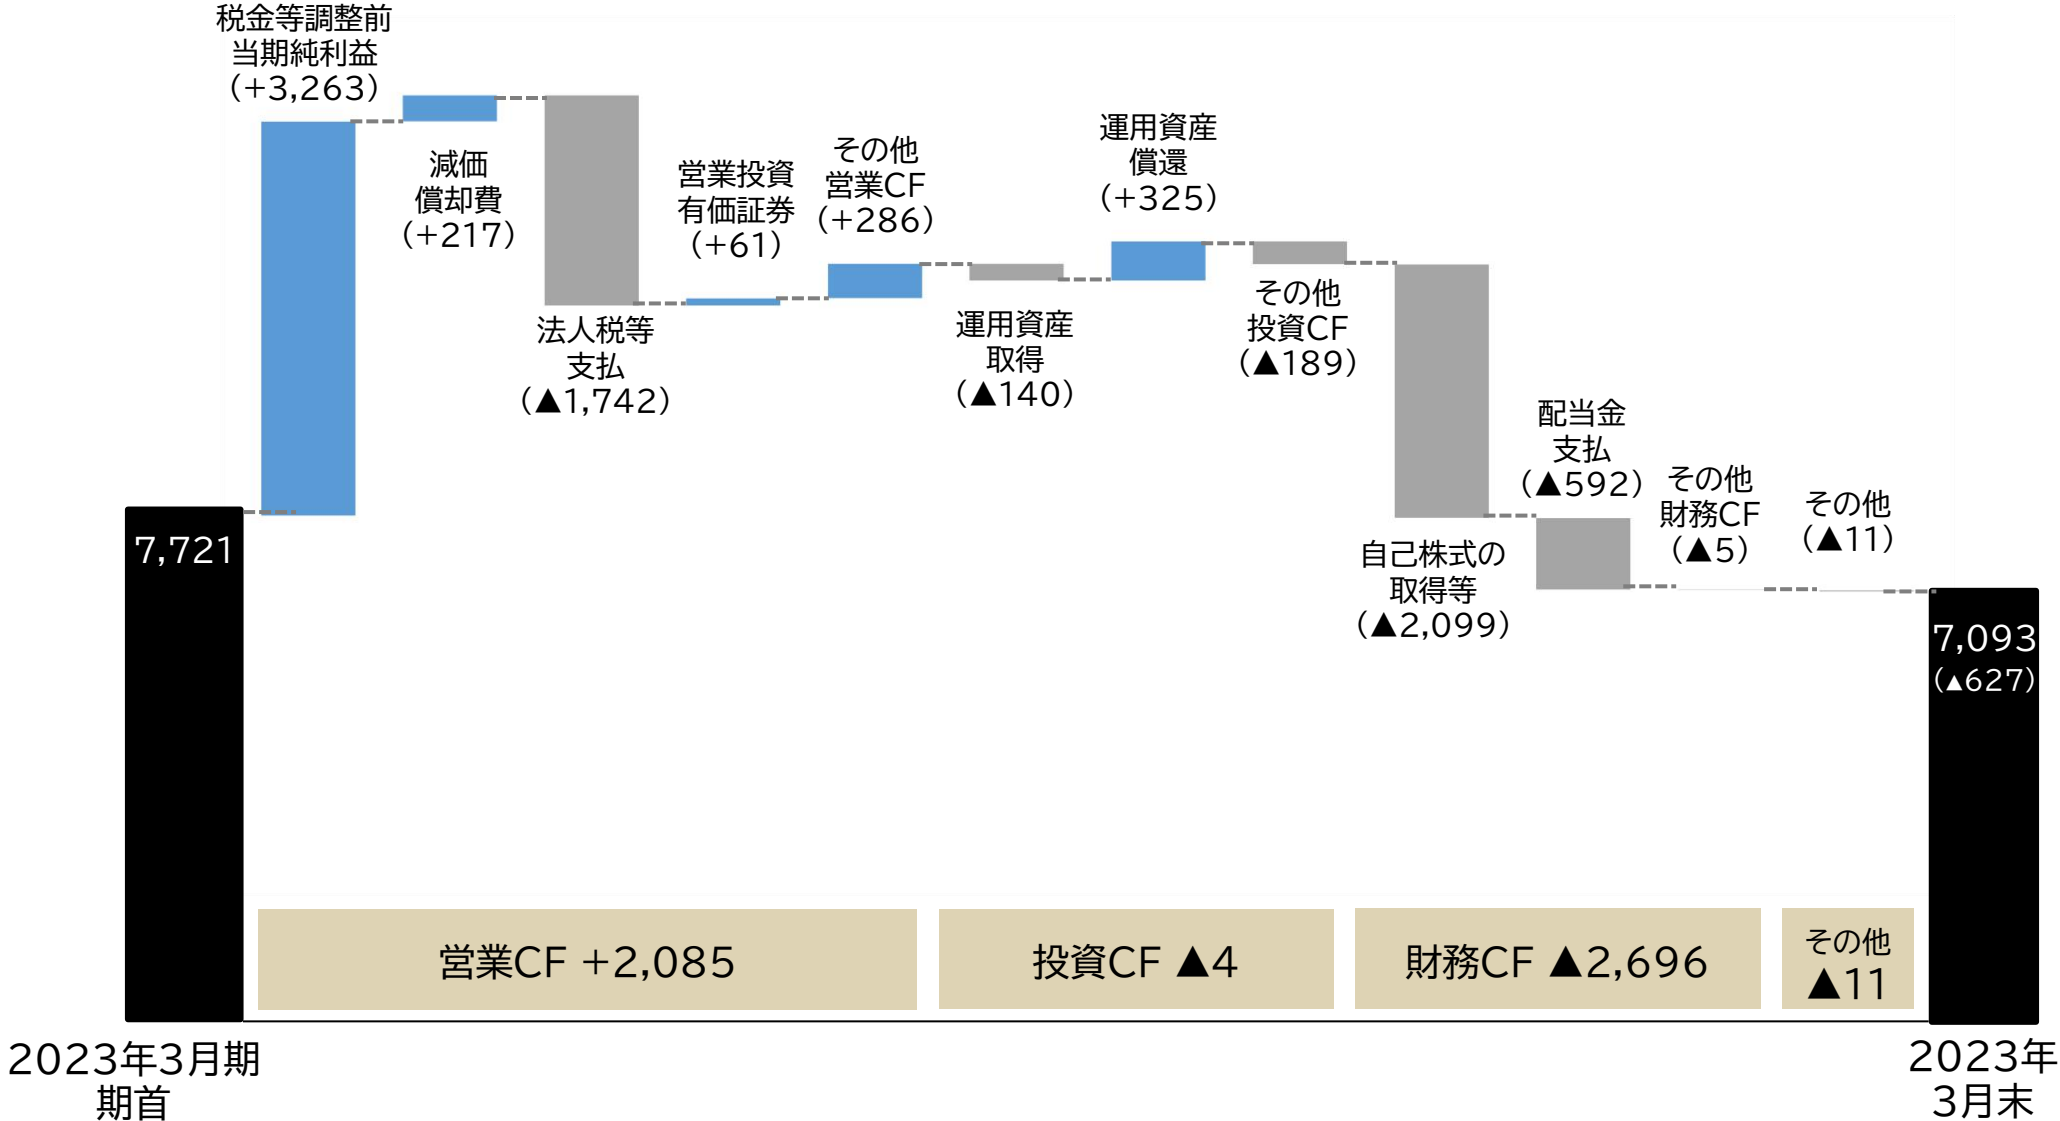 税金等調整前
当期純利益
(+3,263)
減価
償却費
(+217)
法人税等
支払
(▲1,742)
営業投資
有価証券
(+61)
その他
営業CF
(+286)
運用資産
取得
(▲140)
運用資産
償還
(+325)
その他
投資CF
(▲189)
自己株式の
取得等
(▲2,099)
配当金
支払
(▲592)
その他
財務CF
(▲5)
その他
(▲11)
7,721
7,093
(▲627)
営業CF +2,085
投資CF ▲4
財務CF ▲2,696
その他
▲11
2023年3月期
期首
2023年
3月末